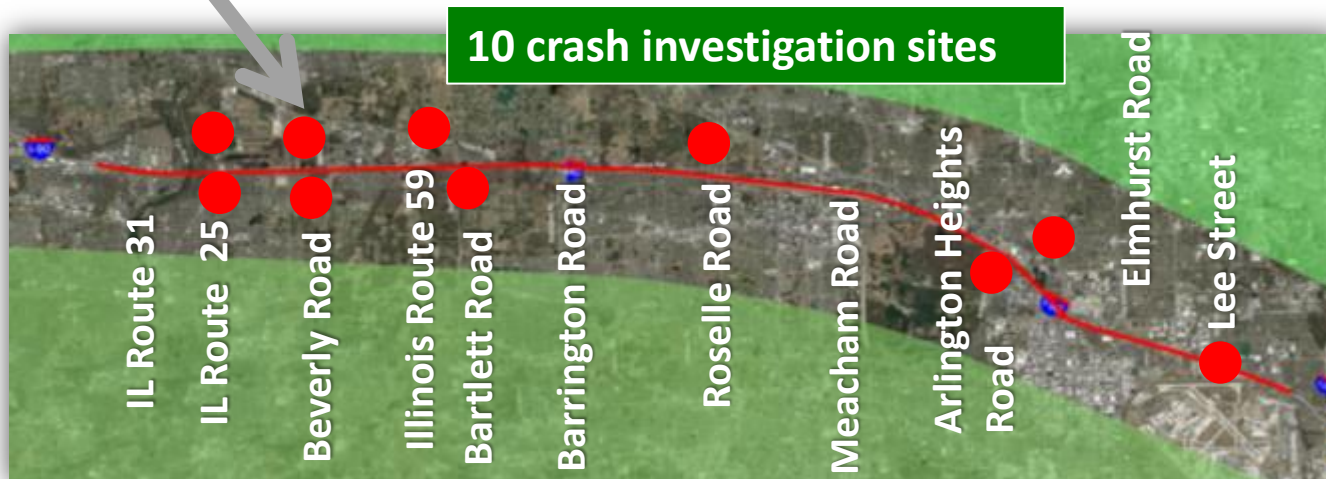 10 crash investigation sites
IL Route 31
IL Route  25
Beverly Road
Illinois Route 59
Bartlett Road
Barrington Road
Roselle Road
Meacham Road
Arlington Heights
Road
Elmhurst Road
Lee Street